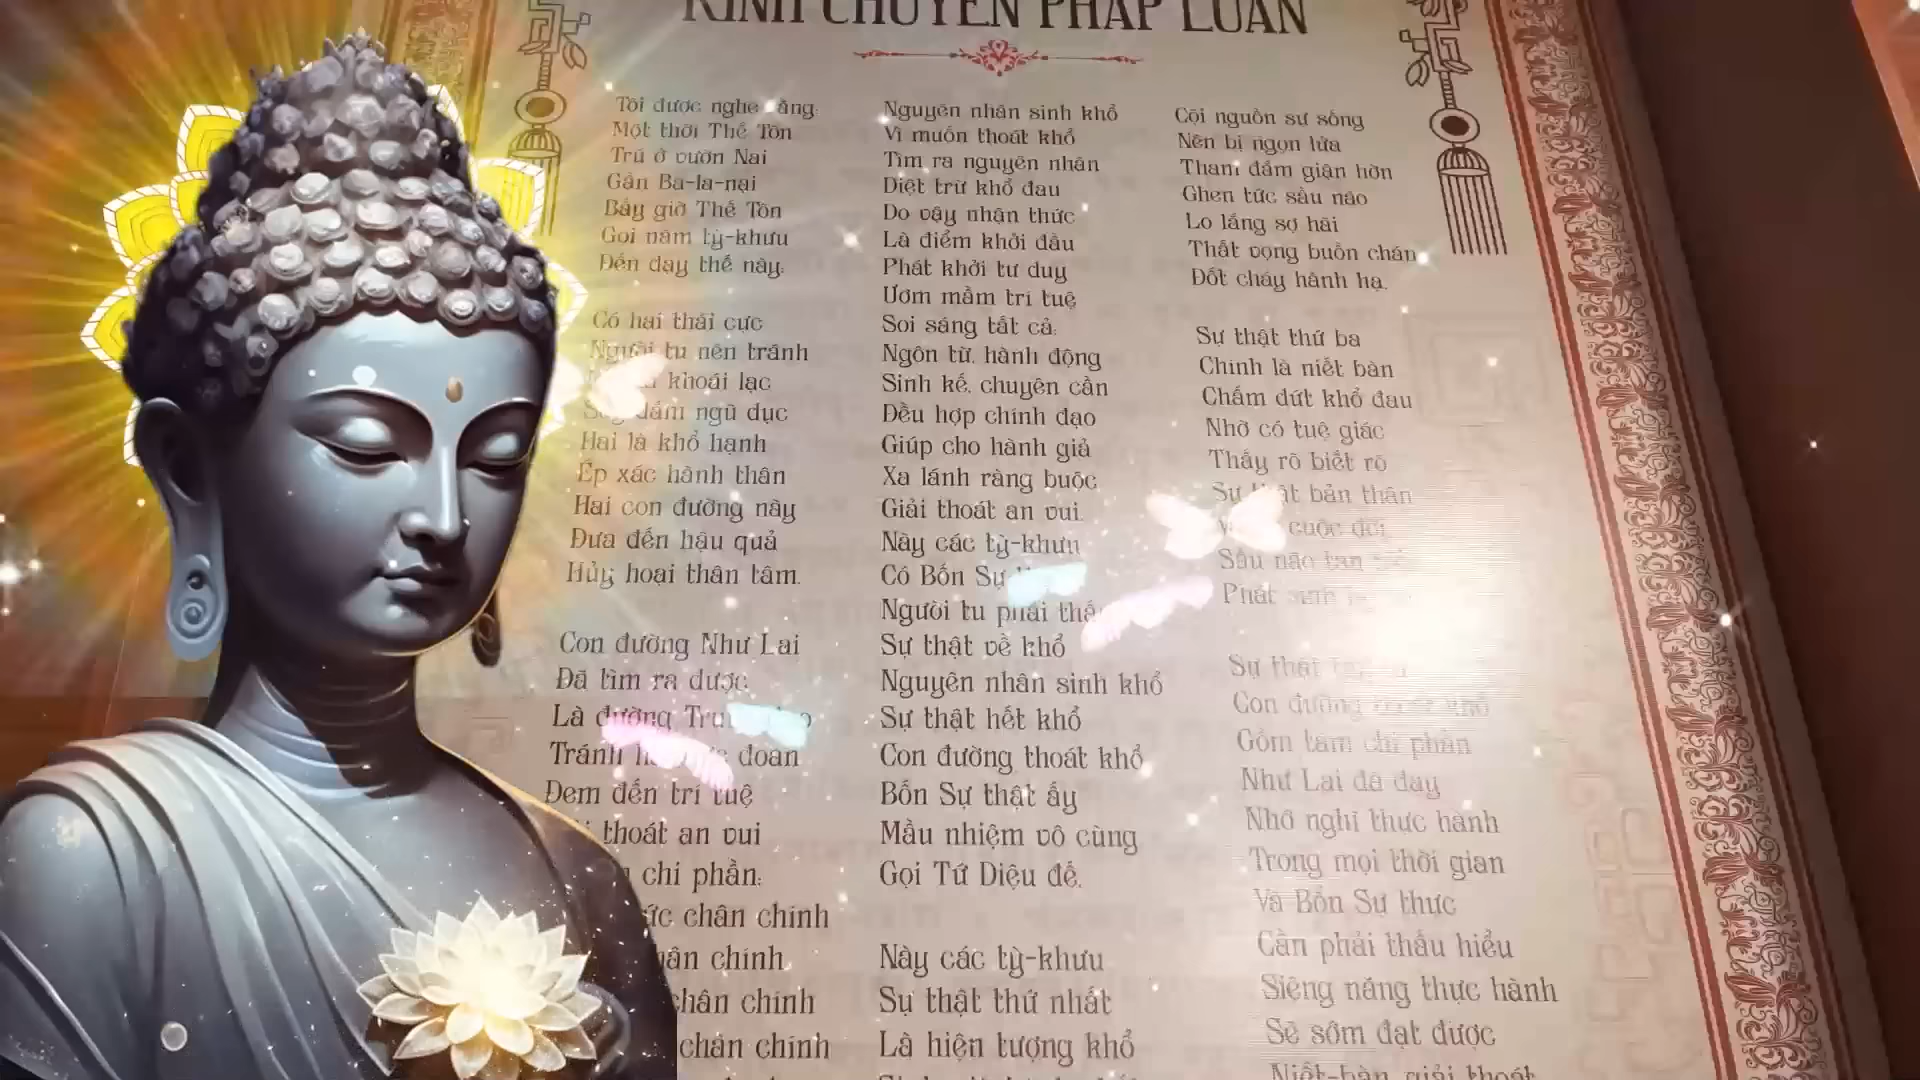 KINH CHUYỂN PHÁP LUÂN
Tôi được nghe rằng:
Một thời Thế Tôn
Trú ở vườn Nai
Gần Ba-la-nại
Bấy giờ Thế Tôn
Gọi năm tỳ-khưu
Đến dạy thế này:
Có hai thái cực
Người tu nên tránh
khoái lạc
đắm ngũ dục
Hai là khổ hạnh
Ép xác hành thân
Hai con đường này
Đưa đến hậu quả
Hủy hoại thân tâm.
Con đường Như Lai
Đã tìm ra được
Là đường
Tránh đoan
Đem đến trí tuệ
thoát an vui
chi phần:
chân chính
chính
chân chính
chân chính
Nguyên nhân sinh khổ
Vì muốn thoát khổ
Tìm ra nguyên nhân
Diệt trừ khổ đau
Do vậy nhận thức
Là điểm khởi đầu
Phát khởi tư duy
Ươm mầm trí tuệ
Soi sáng tất cả:
Ngôn từ, hành động
Sinh kế, chuyên cần
Đều hợp chính đạo
Giúp cho hành giả
Xa lánh ràng buộc
Giải thoát an vui.
Này các tỳ-khưu
Có Bốn Sự
Người tu phải
Sự thật về khổ
Nguyên nhân sinh khổ
Sự thật hết khổ
Con đường thoát khổ
Bốn Sự thật ấy
Mầu nhiệm vô cùng
Gọi Tứ Diệu đế.
Này các tỳ-khưu
Sự thật thứ nhất
Là hiện tượng khổ
Cội nguồn sự sống
Nên bị ngọn lửa
Tham đắm giận hờn
Ghen tức sầu não
Lo lắng sợ hãi
Thất vọng buồn chán
Đốt cháy hành hạ.
Sự thật thứ ba
Chính là niết bàn
Chấm dứt khổ đau
Nhờ có tuệ giác
Thấy rõ biết rõ
Sự thật bản thân
cuộc đời
Sầu não tan
Phát sinh
Sự thật
Con đường khổ
Gồm tám chi phần
Như Lai đã dạy
Nhớ nghĩ thực hành
Trong mọi thời gian
Và Bốn Sự thực
Cần phải thấu hiểu
Siêng năng thực hành
Sẽ sớm đạt được
Niết-bàn giải thoát